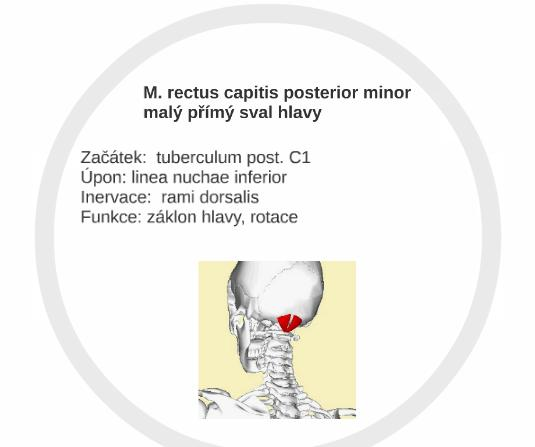 M. rectus capitis posterior minor
malý přímý sval hlavy
Začátek:  tuberculum post. C1
Úpon: linea nuchae inferior
Inervace:  rami dorsalis
Funkce: záklon hlavy, rotace